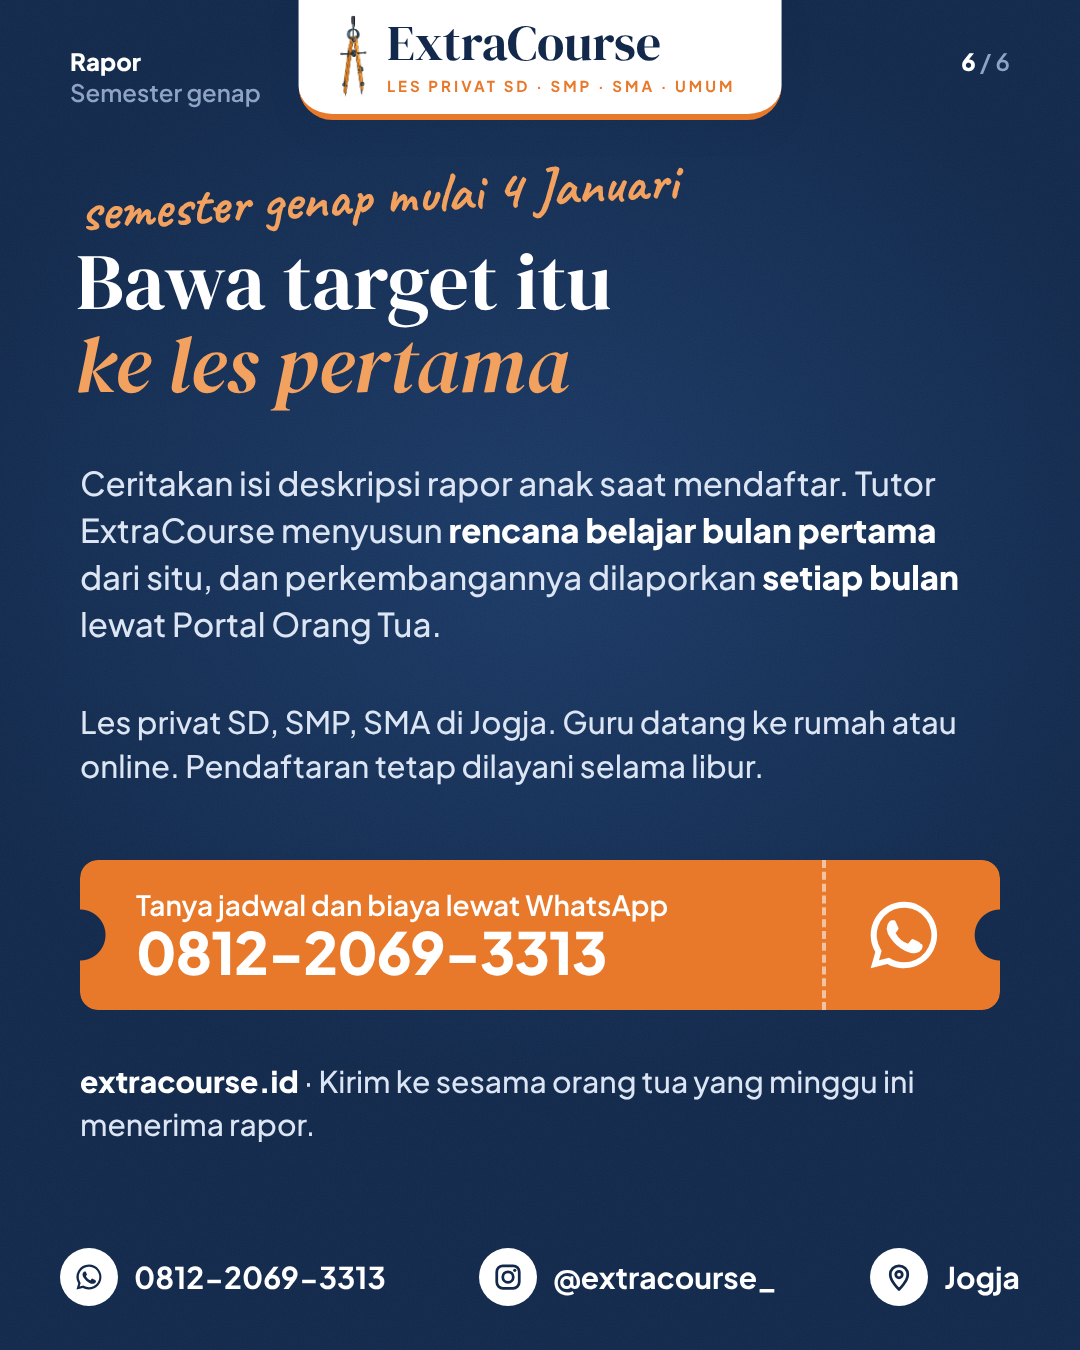 Rapor
Semester genap
ExtraCourse
LES PRIVAT SD · SMP · SMA · UMUM
6 / 6
semester genap mulai 4 Januari
Bawa target itu
ke les pertama
Ceritakan isi deskripsi rapor anak saat mendaftar. Tutor
ExtraCourse menyusun rencana belajar bulan pertama
dari situ, dan perkembangannya dilaporkan setiap bulan
lewat Portal Orang Tua.
Les privat SD, SMP, SMA di Jogja. Guru datang ke rumah atau
online. Pendaftaran tetap dilayani selama libur.
Tanya jadwal dan biaya lewat WhatsApp
0812-2069-3313
extracourse.id · Kirim ke sesama orang tua yang minggu ini
menerima rapor.
0812-2069-3313
@extracourse_
Jogja